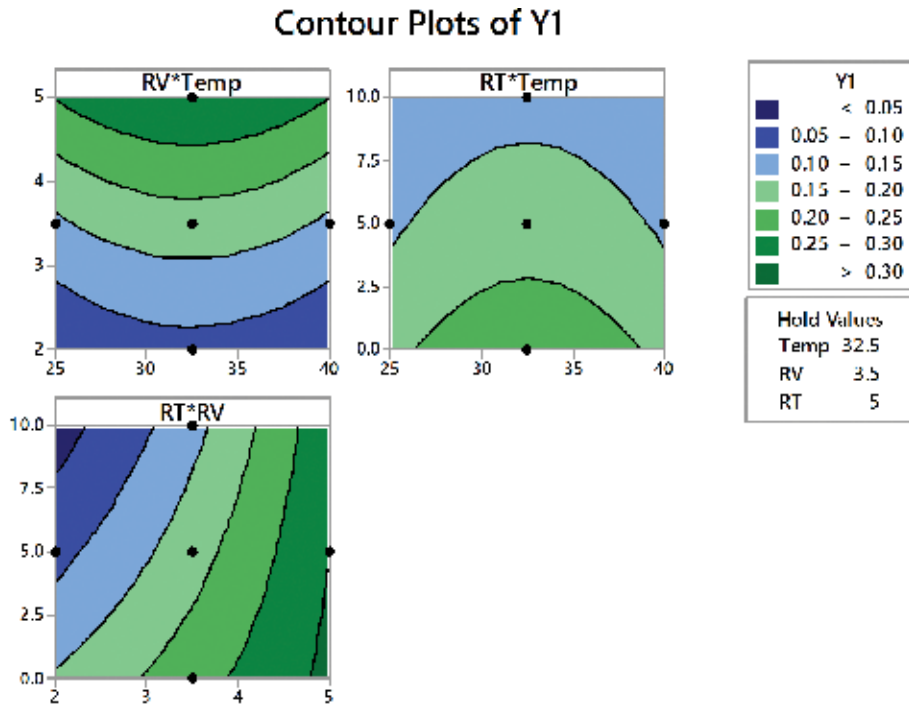 Contour Plots of Y1
RV*Temp
5
4
3
2
25 30 35 40
RT*Temp
10.0
7.5
5.0
2.5
0.0
25 30 35 40
Y1
< 0.05
0.05 – 0.10
0.10 – 0.15
0.15 – 0.20
0.20 – 0.25
0.25 – 0.30
> 0.30
Hold Values
Temp 32.5
RV 3.5
RT 5
RT*RV
10.0
7.5
5.0
2.5
0.0
2 3 4 5